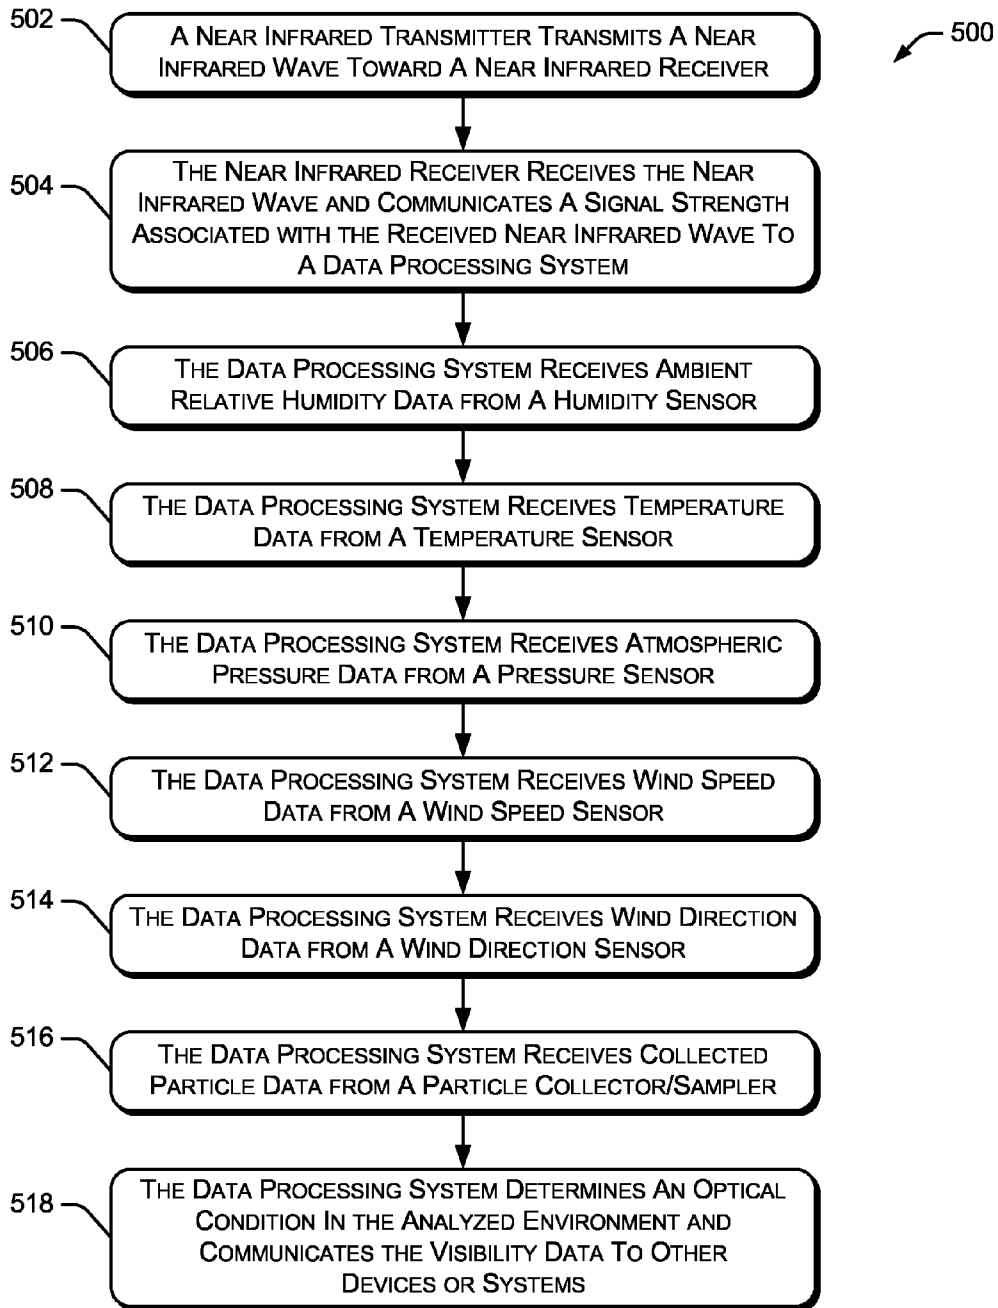 502
A NEAR INFRARED TRANSMITTER TRANSMITS A NEAR
INFRARED WAVE TOWARD A NEAR INFRARED RECEIVER
500
504
THE NEAR INFRARED RECEIVER RECEIVES THE NEAR
INFRARED WAVE AND COMMUNICATES A SIGNAL STRENGTH
ASSOCIATED WITH THE RECEIVED NEAR INFRARED WAVE TO
A DATA PROCESSING SYSTEM
506
THE DATA PROCESSING SYSTEM RECEIVES AMBIENT
RELATIVE HUMIDITY DATA FROM A HUMIDITY SENSOR
508
THE DATA PROCESSING SYSTEM RECEIVES TEMPERATURE
DATA FROM A TEMPERATURE SENSOR
510
THE DATA PROCESSING SYSTEM RECEIVES ATMOSPHERIC
PRESSURE DATA FROM A PRESSURE SENSOR
512
THE DATA PROCESSING SYSTEM RECEIVES WIND SPEED
DATA FROM A WIND SPEED SENSOR
514
THE DATA PROCESSING SYSTEM RECEIVES WIND DIRECTION
DATA FROM A WIND DIRECTION SENSOR
516
THE DATA PROCESSING SYSTEM RECEIVES COLLECTED
PARTICLE DATA FROM A PARTICLE COLLECTOR/SAMPLER
518
THE DATA PROCESSING SYSTEM DETERMINES AN OPTICAL
CONDITION IN THE ANALYZED ENVIRONMENT AND
COMMUNICATES THE VISIBILITY DATA TO OTHER
DEVICES OR SYSTEMS